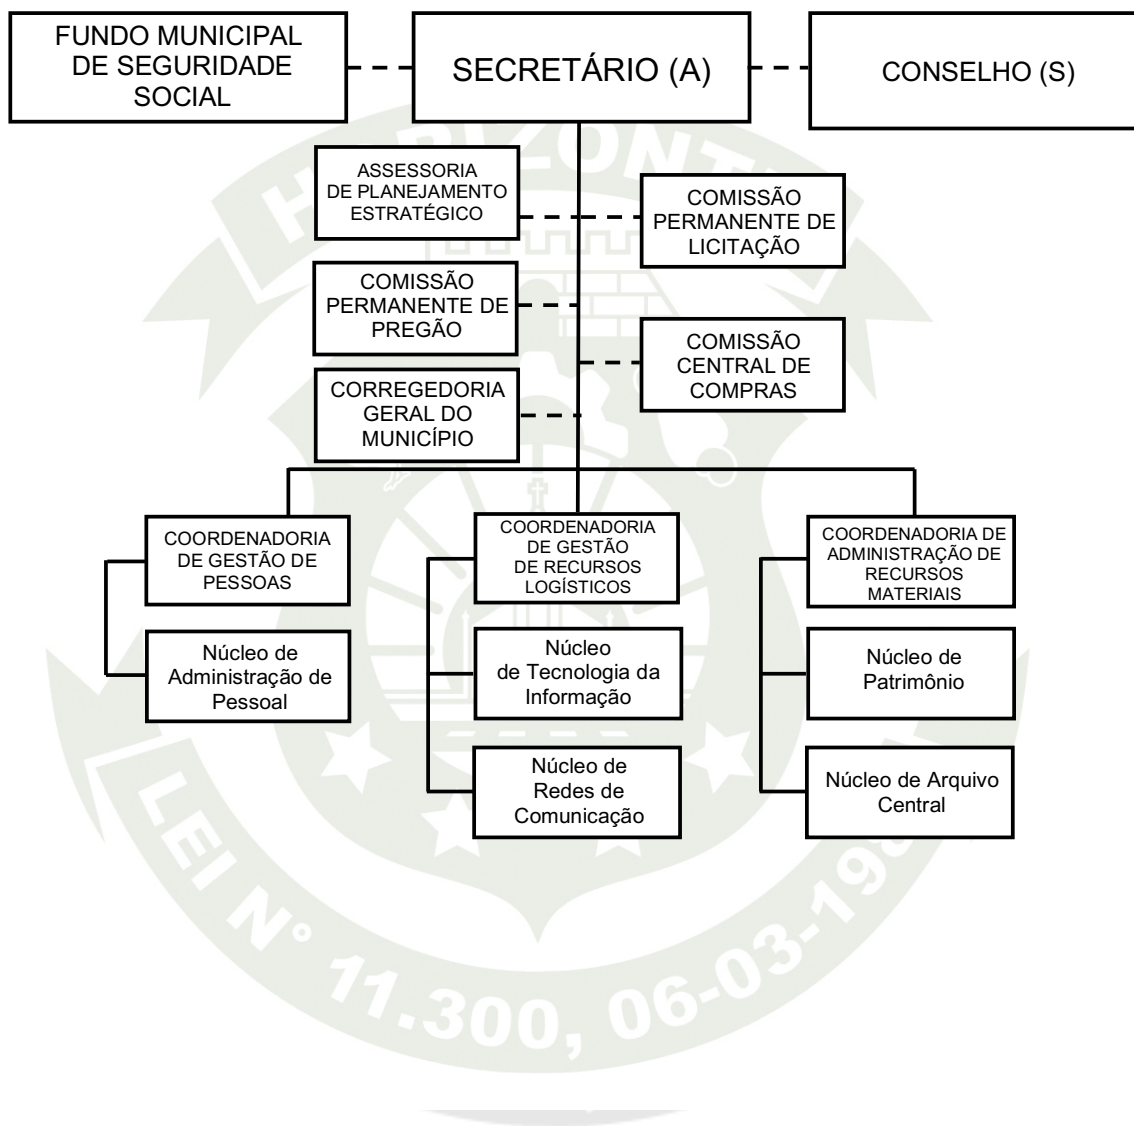 FUNDO MUNICIPAL
DE SEGURIDADE
SOCIAL
SECRETÁRIO (A)
CONSELHO (S)
ASSESSORIA
DE PLANEJAMENTO
ESTRATÉGICO
COMISSÃO
PERMANENTE DE
LICITAÇÃO
COMISSÃO
PERMANENTE DE
PREGÃO
COMISSÃO
CENTRAL DE
COMPRAS
CORREGEDORIA
GERAL DO
MUNICÍPIO
COORDENADORIA
DE GESTÃO DE
PESSOAS
COORDENADORIA
DE GESTÃO
DE RECURSOS
LOGÍSTICOS
COORDENADORIA DE
ADMINISTRAÇÃO DE
RECURSOS
MATERIAIS
Núcleo de
Administração de
Pessoal
Núcleo
de Tecnologia da
Informação
Núcleo de
Patrimônio
Núcleo de
Redes de
Comunicação
Núcleo de Arquivo
Central
LEI N° 11.300, 06-03-198